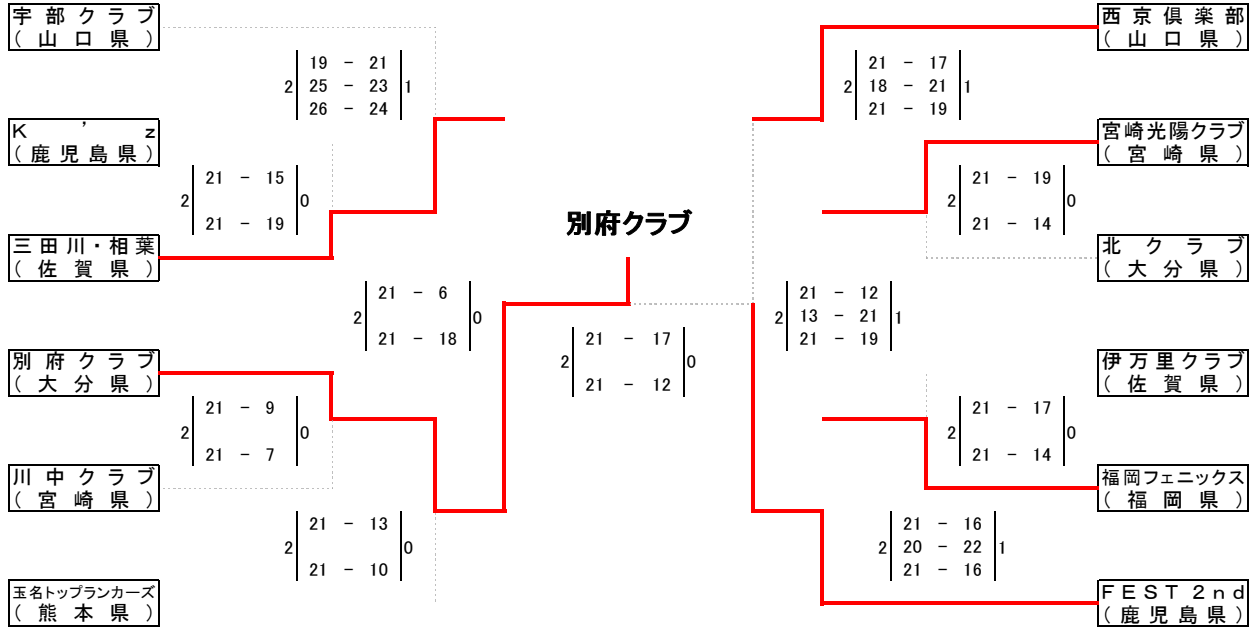 宇部クラブ
(山口県)
K'z
(鹿児島県)
三田川・相葉
(佐賀県)
別府クラブ
(大分県)
川中クラブ
(宮崎県)
玉名トップランカーズ
(熊本県)
19 - 21
2 25 - 23 1
26 - 24
21 - 15
2 0
21 - 19
21 - 6
2 0
21 - 18
21 - 9
2 0
21 - 7
21 - 13
2 0
21 - 10
別府クラブ
21 - 17
2 0
21 - 12
21 - 17
2 18 - 21 1
21 - 19
21 - 19
2 0
21 - 14
21 - 12
2 13 - 21 1
21 - 19
21 - 17
2 0
21 - 14
21 - 16
2 20 - 22 1
21 - 16
西京倶楽部
(山口県)
宮崎光陽クラブ
(宮崎県)
北クラブ
(大分県)
伊万里クラブ
(佐賀県)
福岡フェニックス
(福岡県)
FEST 2nd
(鹿児島県)